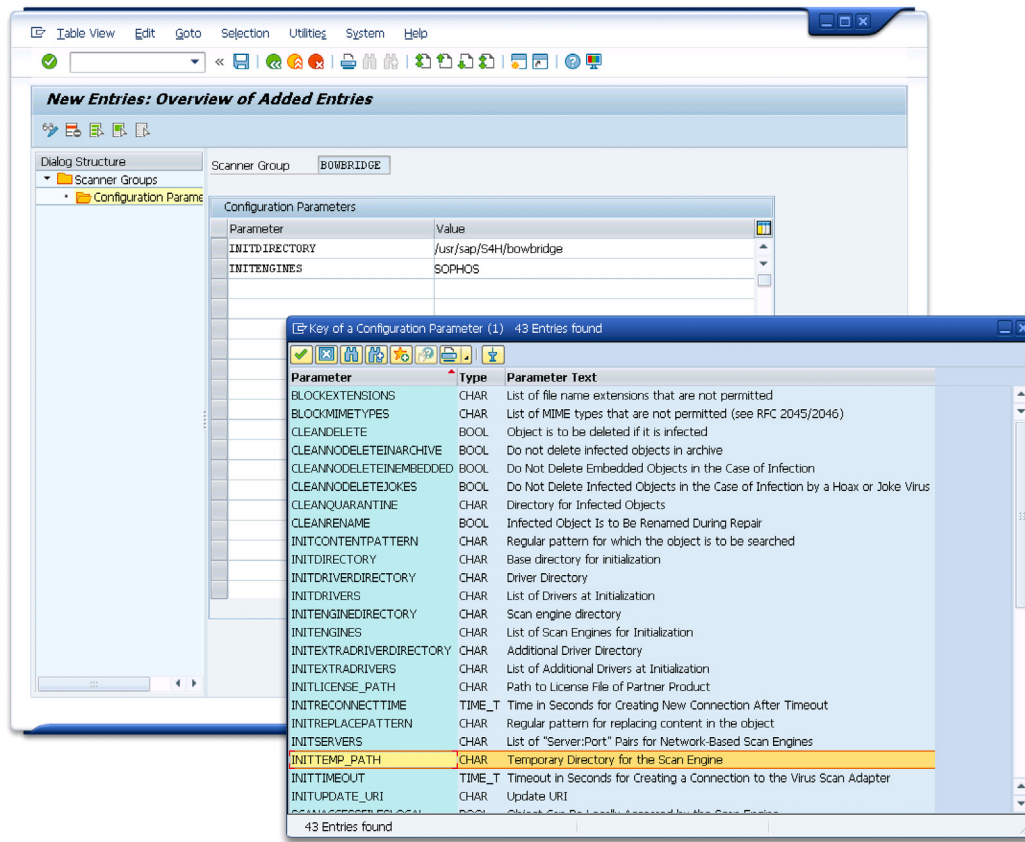 Table View Edit Goto Selection Utilities System Help
New Entries: Overview of Added Entries
Dialog Structure
Scanner Groups
Configuration Parame
Scanner Group BOWBRIDGE
Configuration Parameters
Parameter Value
INITDIRECTORY /usr/sap/S4H/bowbridge
INITENGINES SOPHOS
Key of a Configuration Parameter (1) 43 Entries found
Parameter Type Parameter Text
BLOCKEXTENSIONS CHAR List of file name extensions that are not permitted
BLOCKMIMETYPES CHAR List of MIME types that are not permitted (see RFC 2045/2046)
CLEANDELETE BOOL Object is to be deleted if it is infected
CLEANNODELETEINARCHIVE BOOL Do not delete infected objects in archive
CLEANNODELETEINEMBEDDED BOOL Do Not Delete Embedded Objects in the Case of Infection
CLEANNODELETEJOKES BOOL Do Not Delete Infected Objects in the Case of Infection by a Hoax or Joke Virus
CLEANQUARANTINE CHAR Directory for Infected Objects
CLEANRENAME BOOL Infected Object Is to Be Renamed During Repair
INITCONTENTPATTERN CHAR Regular pattern for which the object is to be searched
INITDIRECTORY CHAR Base directory for initialization
INITDRIVERDIRECTORY CHAR Driver Directory
INITDRIVERS CHAR List of Drivers at Initialization
INITENGINEDIRECTORY CHAR Scan engine directory
INITENGINES CHAR List of Scan Engines for Initialization
INITEXTRADRIVERDIRECTORY CHAR Additional Driver Directory
INITEXTRADRIVERS CHAR List of Additional Drivers at Initialization
INITLICENSE_PATH CHAR Path to License File of Partner Product
INITRECONNECTTIME TIME_T Time in Seconds for Creating New Connection After Timeout
INITREPLACEPATTERN CHAR Regular pattern for replacing content in the object
INITSERVERS CHAR List of "Server:Port" Pairs for Network-Based Scan Engines
INITTEMP_PATH CHAR Temporary Directory for the Scan Engine
INITTIMEOUT TIME_T Timeout in Seconds for Creating a Connection to the Virus Scan Adapter
INITUPDATE_URI CHAR Update URI
43 Entries found